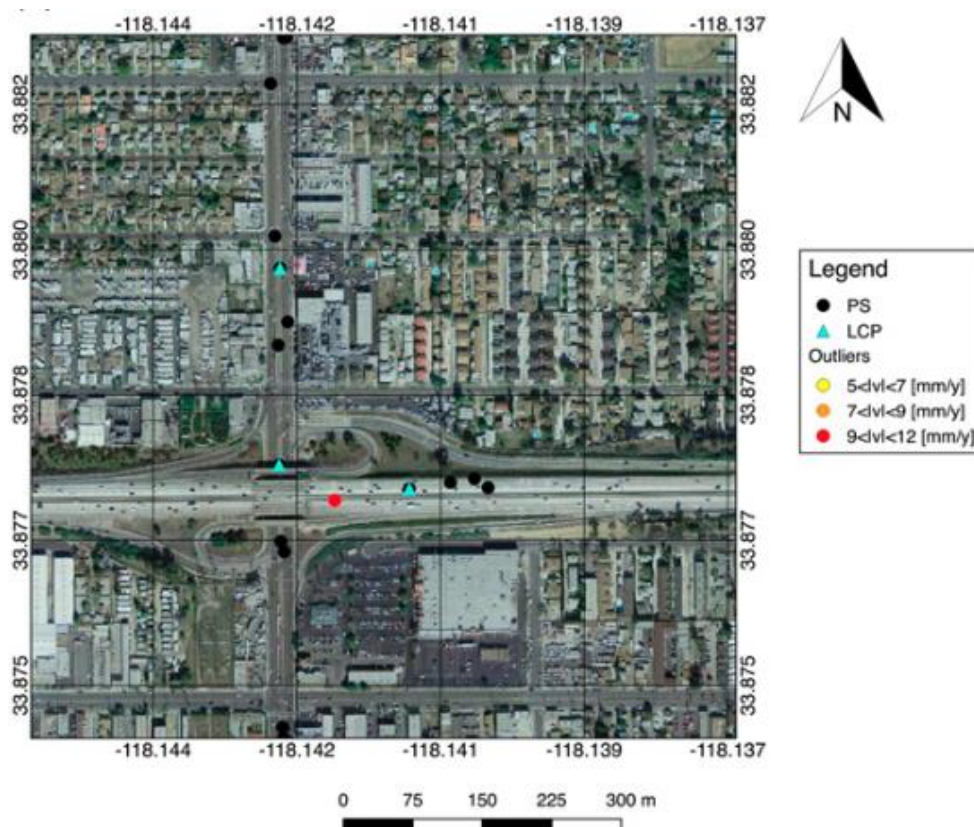 -118.144 -118.142 -118.141 -118.139 -118.137
33.882 33.882
33.880 33.880
33.878 33.878
33.877 33.877
33.875 33.875
-118.144 -118.142 -118.141 -118.139 -118.137
N
Legend
PS
LCP
Outliers
5<lvl<7 [mm/y]
7<lvl<9 [mm/y]
9<lvl<12 [mm/y]
0 75 150 225 300 m